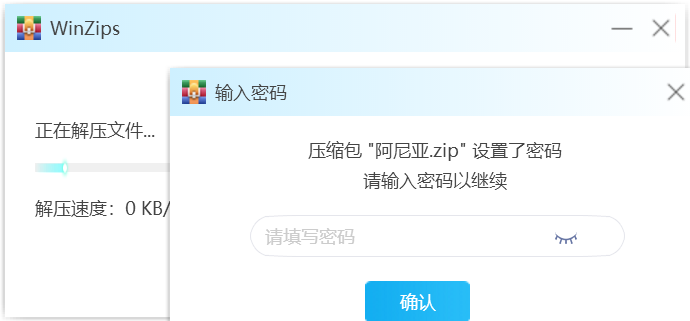 WinZips
输入密码
正在解压文件...
压缩包 "阿尼亚.zip" 设置了密码
请输入密码以继续
解压速度：0 KB/
请填写密码
确认